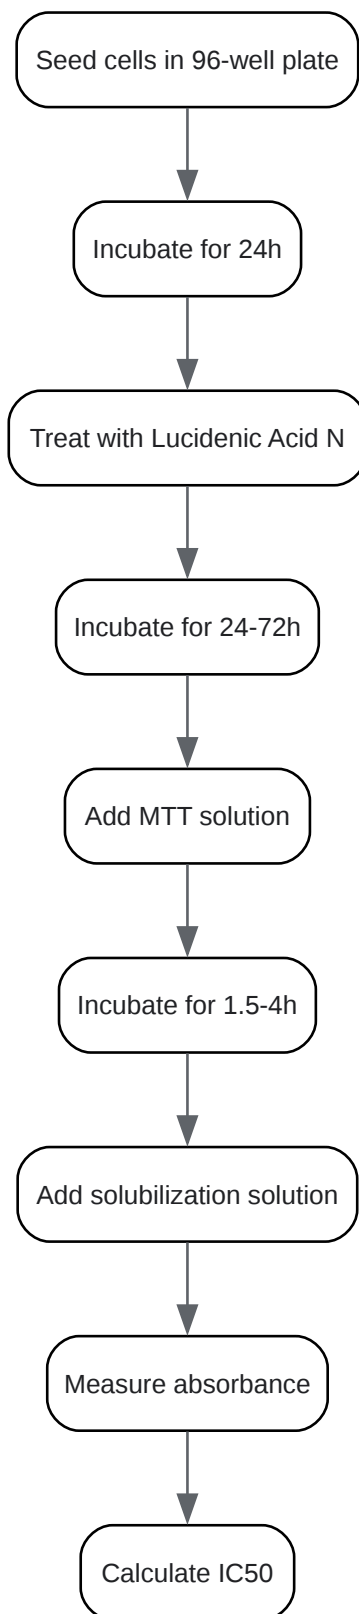 Seed cells in 96-well plate
Incubate for 24h
Treat with Lucidenic Acid N
Incubate for 24-72h
Add MTT solution
Incubate for 1.5-4h
Add solubilization solution
Measure absorbance
Calculate IC50